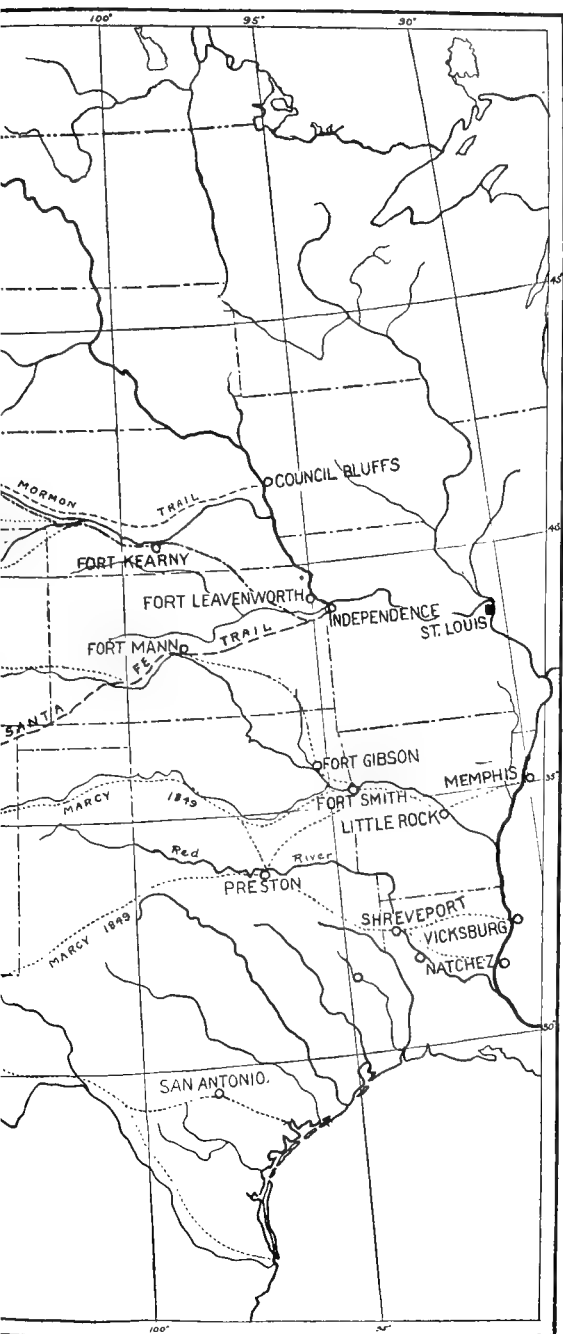 100° 95° 90°
45°
COUNCIL BLUFFS
MORMON TRAIL
40°
FORT KEARNY
FORT LEAVENWORTH
INDEPENDENCE
ST. LOUIS
FORT MANN
SANTA FE TRAIL
FORT GIBSON
MEMPHIS
35°
FORT SMITH
MARCY 1849
LITTLE ROCK
Red River
PRESTON
SHREVEPORT
VICKSBURG
MARCY 1849
NATCHEZ
30°
SAN ANTONIO.
100° 95°